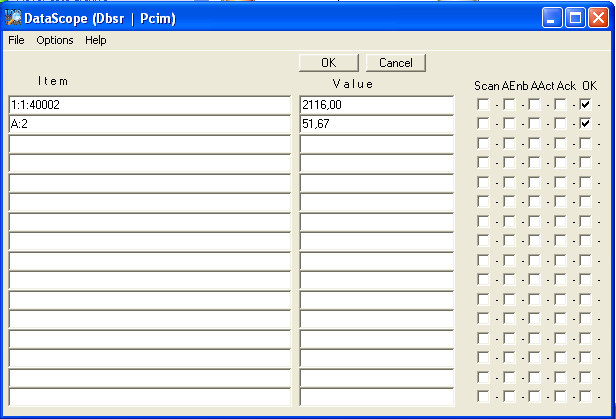 DataScope (Dbsr | Pcim)
File Options Help
OK Cancel
Item Value Scan AEnb AAct Ack OK
1:1:40002 2116,00
A:2 51,67